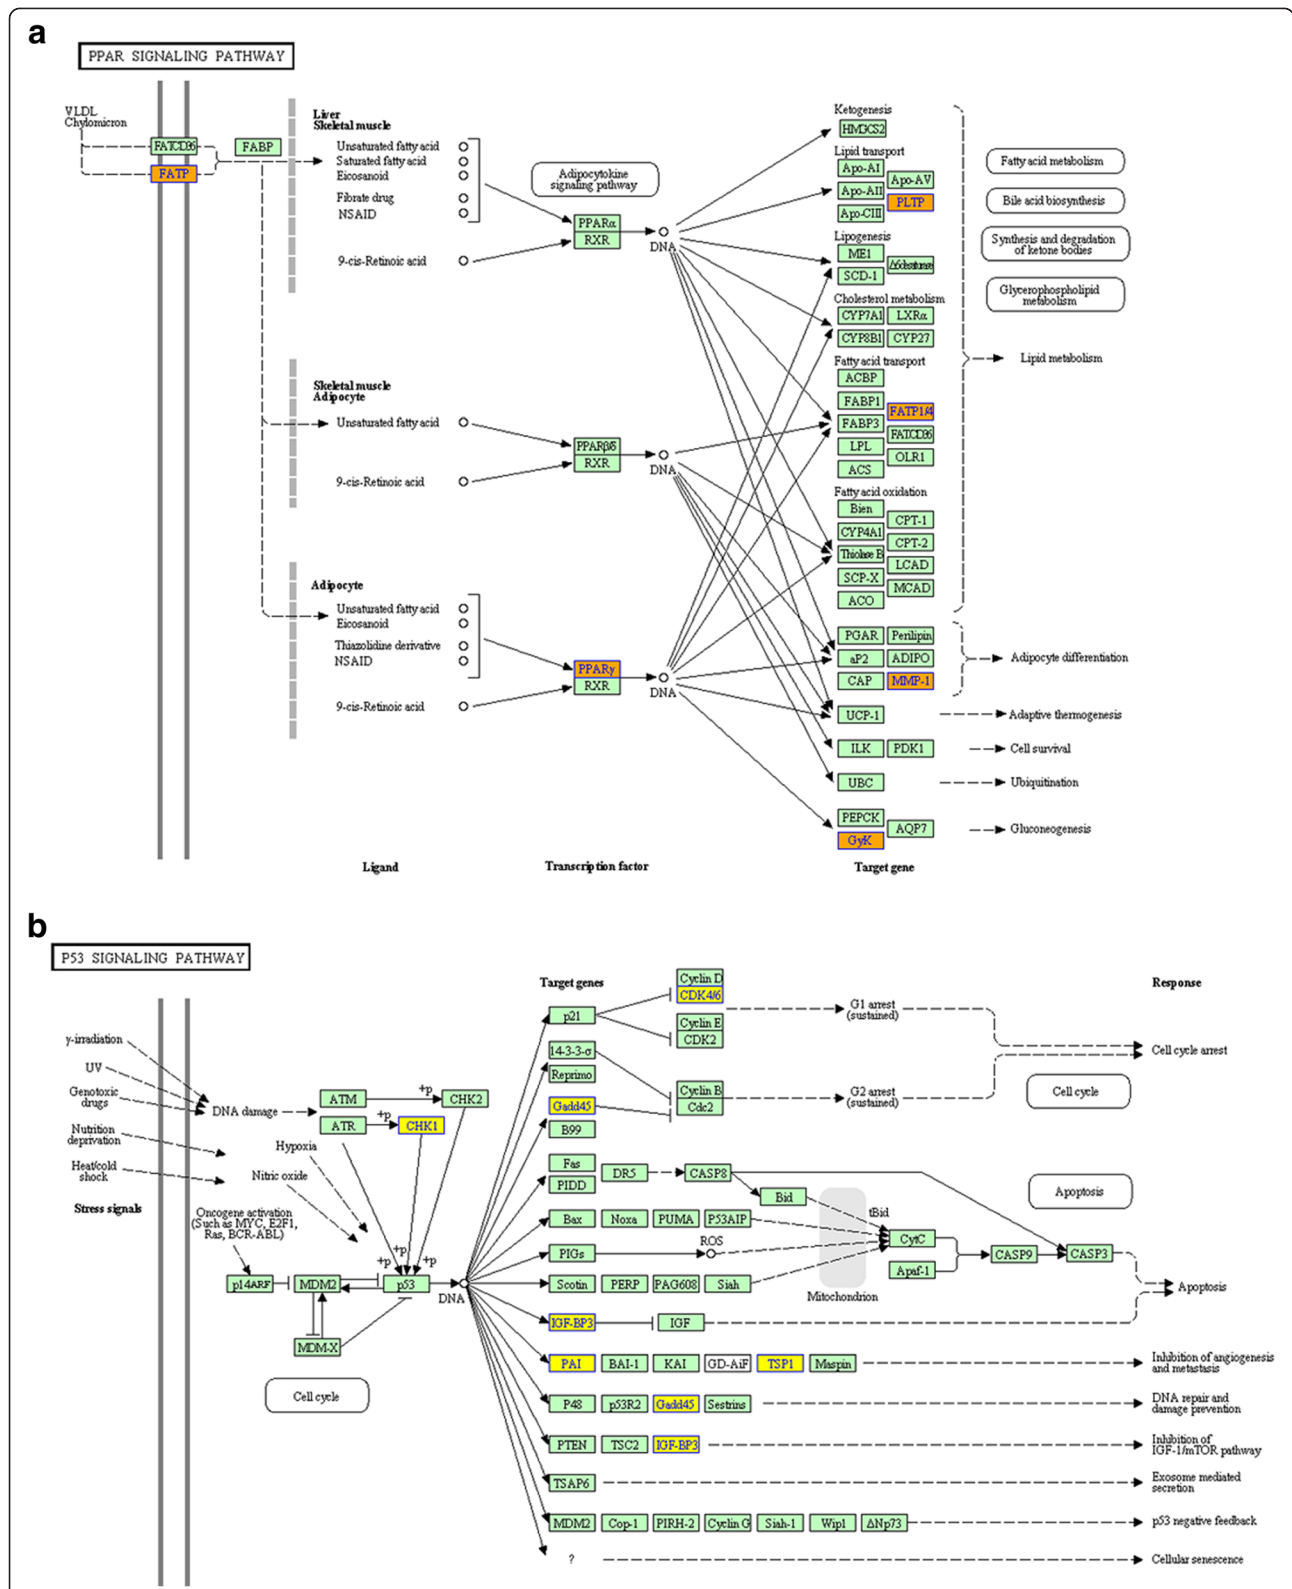 a
PPAR SIGNALING PATHWAY
VLDL
Chylomicron
FATCD36
FATP
FABP
Liver
Skeletal muscle
Unsaturated fatty acid
Saturated fatty acid
Eicosanoid
Fibrate drug
NSAID
9-cis-Retinoic acid
Adipocytokine
signaling pathway
PPARα
RXR
DNA
Skeletal muscle
Adipocyte
Unsaturated fatty acid
9-cis-Retinoic acid
PPARβ/δ
RXR
DNA
Adipocyte
Unsaturated fatty acid
Eicosanoid
Thiazolidine derivative
NSAID
9-cis-Retinoic acid
PPARγ
RXR
DNA
Ketogenesis
HMGCS2
Lipid transport
Apo-AI
Apo-AII
Apo-CIII
Apo-AV
PLTP
Lipogenesis
ME1
SCD-1
Δ6desaturase
Cholesterol metabolism
CYP7A1 LXRα
CYP8B1 CYP27
Fatty acid transport
ACBP
FABP1
FABP3
LPL
ACS
FATP1/4
FATCD36
OLR1
Fatty acid oxidation
Bien
CYP4A1
Thiolase B
SCP-X
ACO
CPT-1
CPT-2
LCAD
MCAD
PGAR Perilipin
aP2 ADIPO
CAP MMP-1
UCP-1
ILK PDK1
UBC
PEPCK
GyK
AQP7
Fatty acid metabolism
Bile acid biosynthesis
Synthesis and degradation
of ketone bodies
Glycerophospholipid
metabolism
Lipid metabolism
Adipocyte differentiation
Adaptive thermogenesis
Cell survival
Ubiquitination
Gluconeogenesis
Ligand
Transcription factor
Target gene
b
P53 SIGNALING PATHWAY
Target genes
Response
γ-irradiation
UV
Genotoxic
drugs
Nutrition
deprivation
Heat/cold
shock
Stress signals
DNA damage
ATM
+p
CHK2
ATR
+p
CHK1
Hypoxia
Nitric oxide
Oncogene activation
(Such as MYC, E2F1,
Ras, BCR-ABL)
+p
+p
+p
p14ARF
MDM2
p53
DNA
MDM-X
Cell cycle
p21
Cyclin D
CDK4/6
Cyclin E
CDK2
G1 arrest
(sustained)
14-3-3-σ
Reprimo
Gadd45
B99
Cyclin B
Cdc2
G2 arrest
(sustained)
Cell cycle arrest
Cell cycle
Fas
PIDD
DR5
CASP8
Bid
tBid
Bax Noxa PUMA P53AIP
PIGs
ROS
Scotin PERP PAG608 Siah
Mitochondrion
CytC
Apaf-1
CASP9
CASP3
Apoptosis
Apoptosis
IGF-BP3 IGF
PAI BAI-1 KAI GD-AiF TSP1 Maspin
Inhibition of angiogenesis
and metastasis
P48 p53R2 Gadd45 Sestrins
DNA repair and
damage prevention
PTEN TSC2 IGF-BP3
Inhibition of
IGF-1/mTOR pathway
TSAP6
Exosome mediated
secretion
MDM2 Cop-1 PIRH-2 Cyclin G Siah-1 Wip1 ΔNp73
p53 negative feedback
?
Cellular senescence